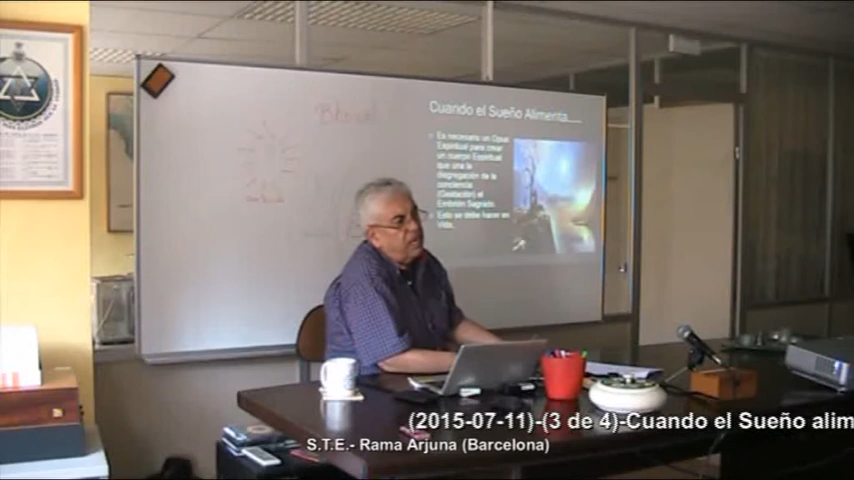 Cuando el Sueño Alimenta.....
Es necesario un Opus
Espiritual para crear
un cuerpo Espiritual
que una la
disgregación de la
conciencia
(Gestación) el
Embrión Sagrado.
Esto se debe hacer en
Vida.
(2015-07-11)-(3 de 4)-Cuando el Sueño alim
S.T.E.- Rama Arjuna (Barcelona)